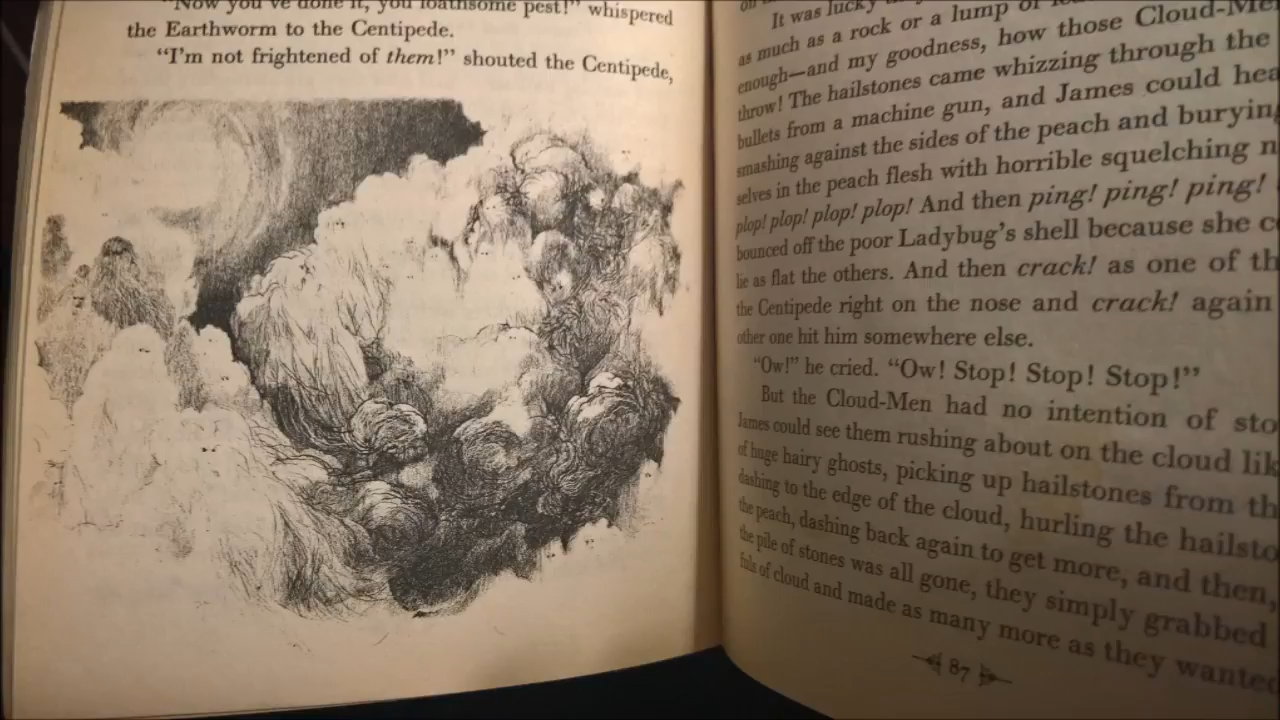 "Now you've done it, you loathsome pest!" whispered
the Earthworm to the Centipede.
"I'm not frightened of them!" shouted the Centipede,
It was lucky
as much as a rock or a lump of
enough—and my goodness, how those Cloud-Me
throw! The hailstones came whizzing through the
bullets from a machine gun, and James could hea
smashing against the sides of the peach and burying
selves in the peach flesh with horrible squelching n
plop! plop! plop! plop! And then ping! ping! ping!
bounced off the poor Ladybug's shell because she c
lie as flat the others. And then crack! as one of th
the Centipede right on the nose and crack! again
other one hit him somewhere else.
"Ow!" he cried. "Ow! Stop! Stop! Stop!"
But the Cloud-Men had no intention of sto
James could see them rushing about on the cloud lik
of huge hairy ghosts, picking up hailstones from th
dashing to the edge of the cloud, hurling the hailsto
the peach, dashing back again to get more, and then,
the pile of stones was all gone, they simply grabbed
fuls of cloud and made as many more as they wanted
87